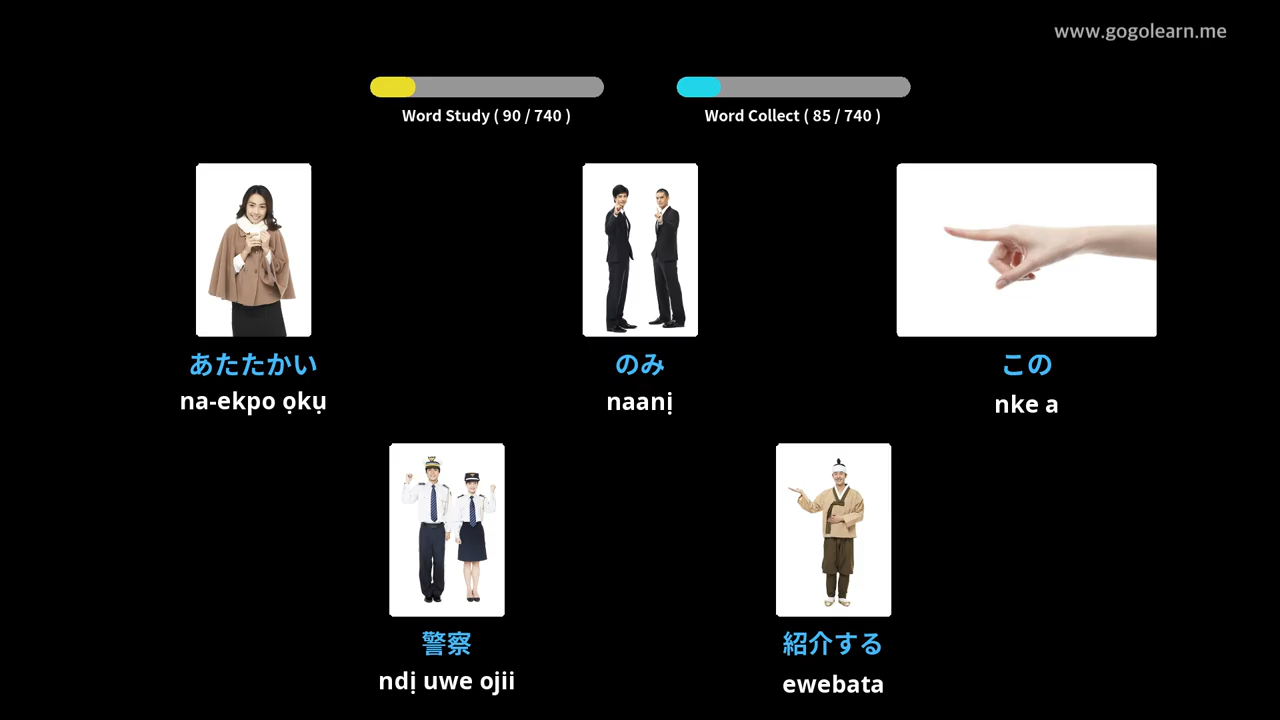 www.gogolearn.me
Word Study ( 90 / 740 )
Word Collect ( 85 / 740 )
あたたかい
na-ekpo ọkụ
のみ
naanị
この
nke a
警察
ndị uwe ojii
紹介する
ewebata